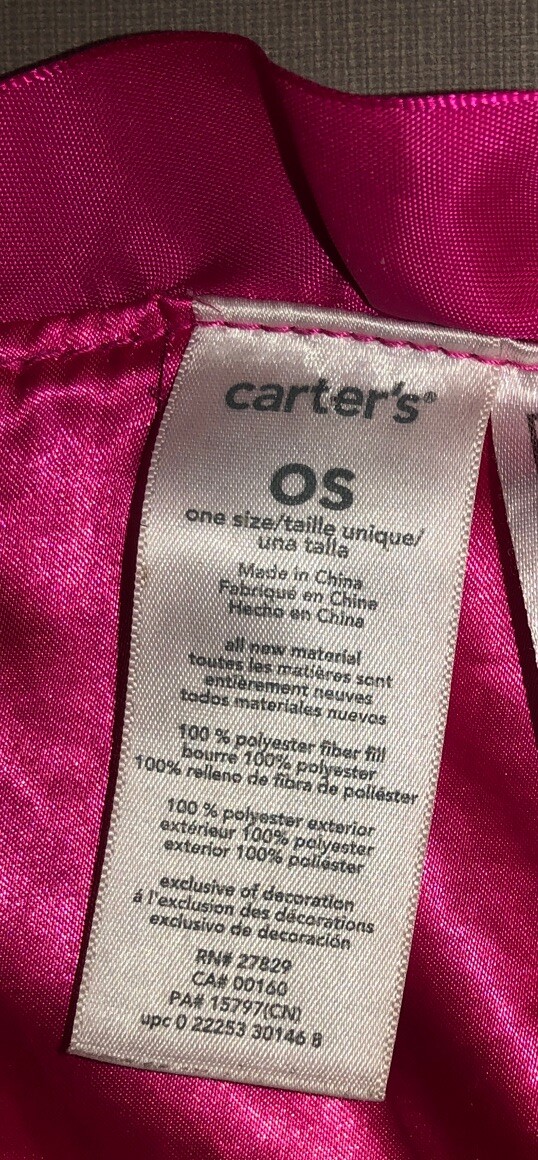 carter's®
OS
one size/taille unique/
una talla
Made in China
Fabriqué en Chine
Hecho en China
all new material
toutes les matières sont
entièrement neuves
todos materiales nuevos
100 % polyester fiber fill
bourre 100% polyester
100% relleno de fibra de poliéster
100 % polyester exterior
extérieur 100% polyester
exterior 100% poliéster
exclusive of decoration
á l'exclusion des décorations
exclusivo de decoración
RN# 27829
CA# 00160
PA# 15797(CN)
upc 0 22253 30146 8